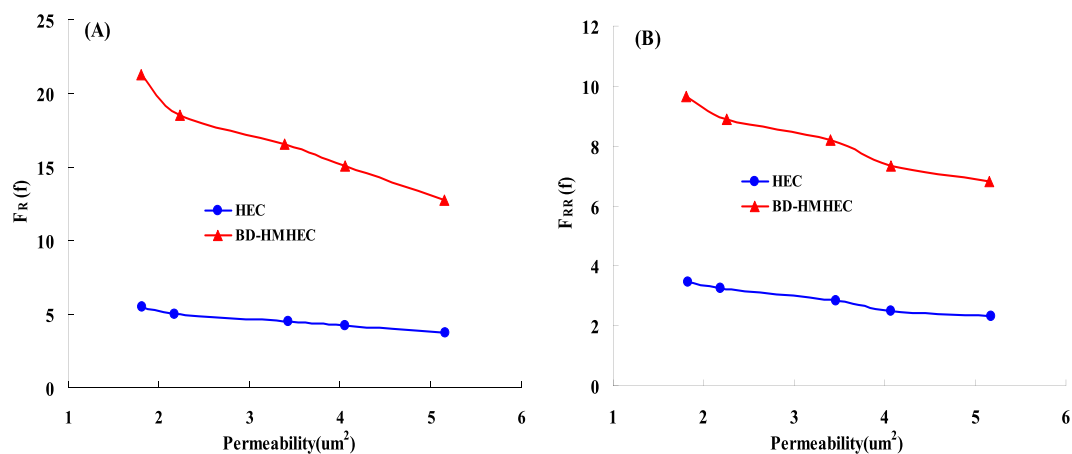 (A)
25
20
15
10
5
0
F_R (f)
HEC
BD-HMHEC
1 2 3 4 5 6
Permeability(um²)
(B)
12
10
8
6
4
2
0
F_RR (f)
HEC
BD-HMHEC
1 2 3 4 5 6
Permeability(um²)